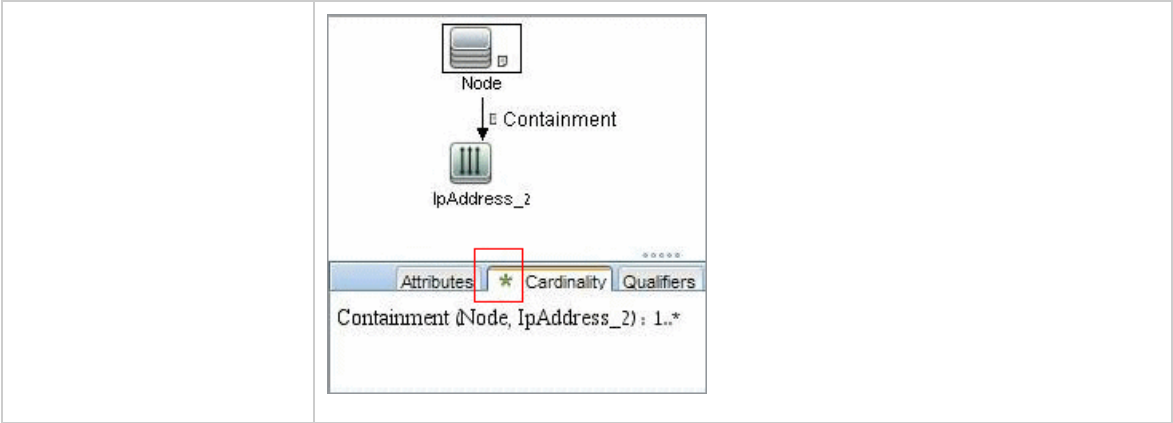 Node
Containment
IpAddress_2
Attributes * Cardinality Qualifiers
Containment (Node, IpAddress_2) : 1..*